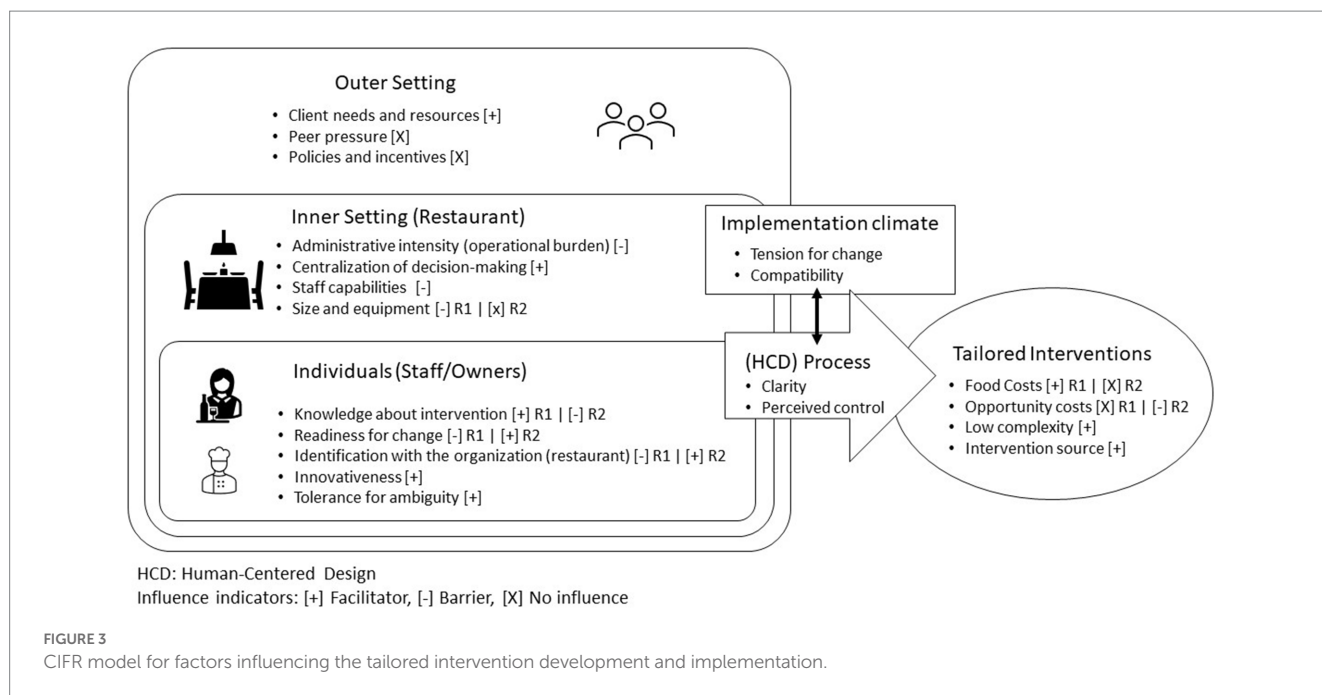 Outer Setting
• Client needs and resources [+]
• Peer pressure [X]
• Policies and incentives [X]
Inner Setting (Restaurant)
• Administrative intensity (operational burden) [-]
• Centralization of decision-making [+]
• Staff capabilities [-]
• Size and equipment [-] R1 | [x] R2
Individuals (Staff/Owners)
• Knowledge about intervention [+] R1 | [-] R2
• Readiness for change [-] R1 | [+] R2
• Identification with the organization (restaurant) [-] R1 | [+] R2
• Innovativeness [+]
• Tolerance for ambiguity [+]
Implementation climate
• Tension for change
• Compatibility
(HCD) Process
• Clarity
• Perceived control
Tailored Interventions
• Food Costs [+] R1 | [X] R2
• Opportunity costs [X] R1 | [-] R2
• Low complexity [+]
• Intervention source [+]
HCD: Human-Centered Design
Influence indicators: [+] Facilitator, [-] Barrier, [X] No influence
FIGURE 3
CIFR model for factors influencing the tailored intervention development and implementation.